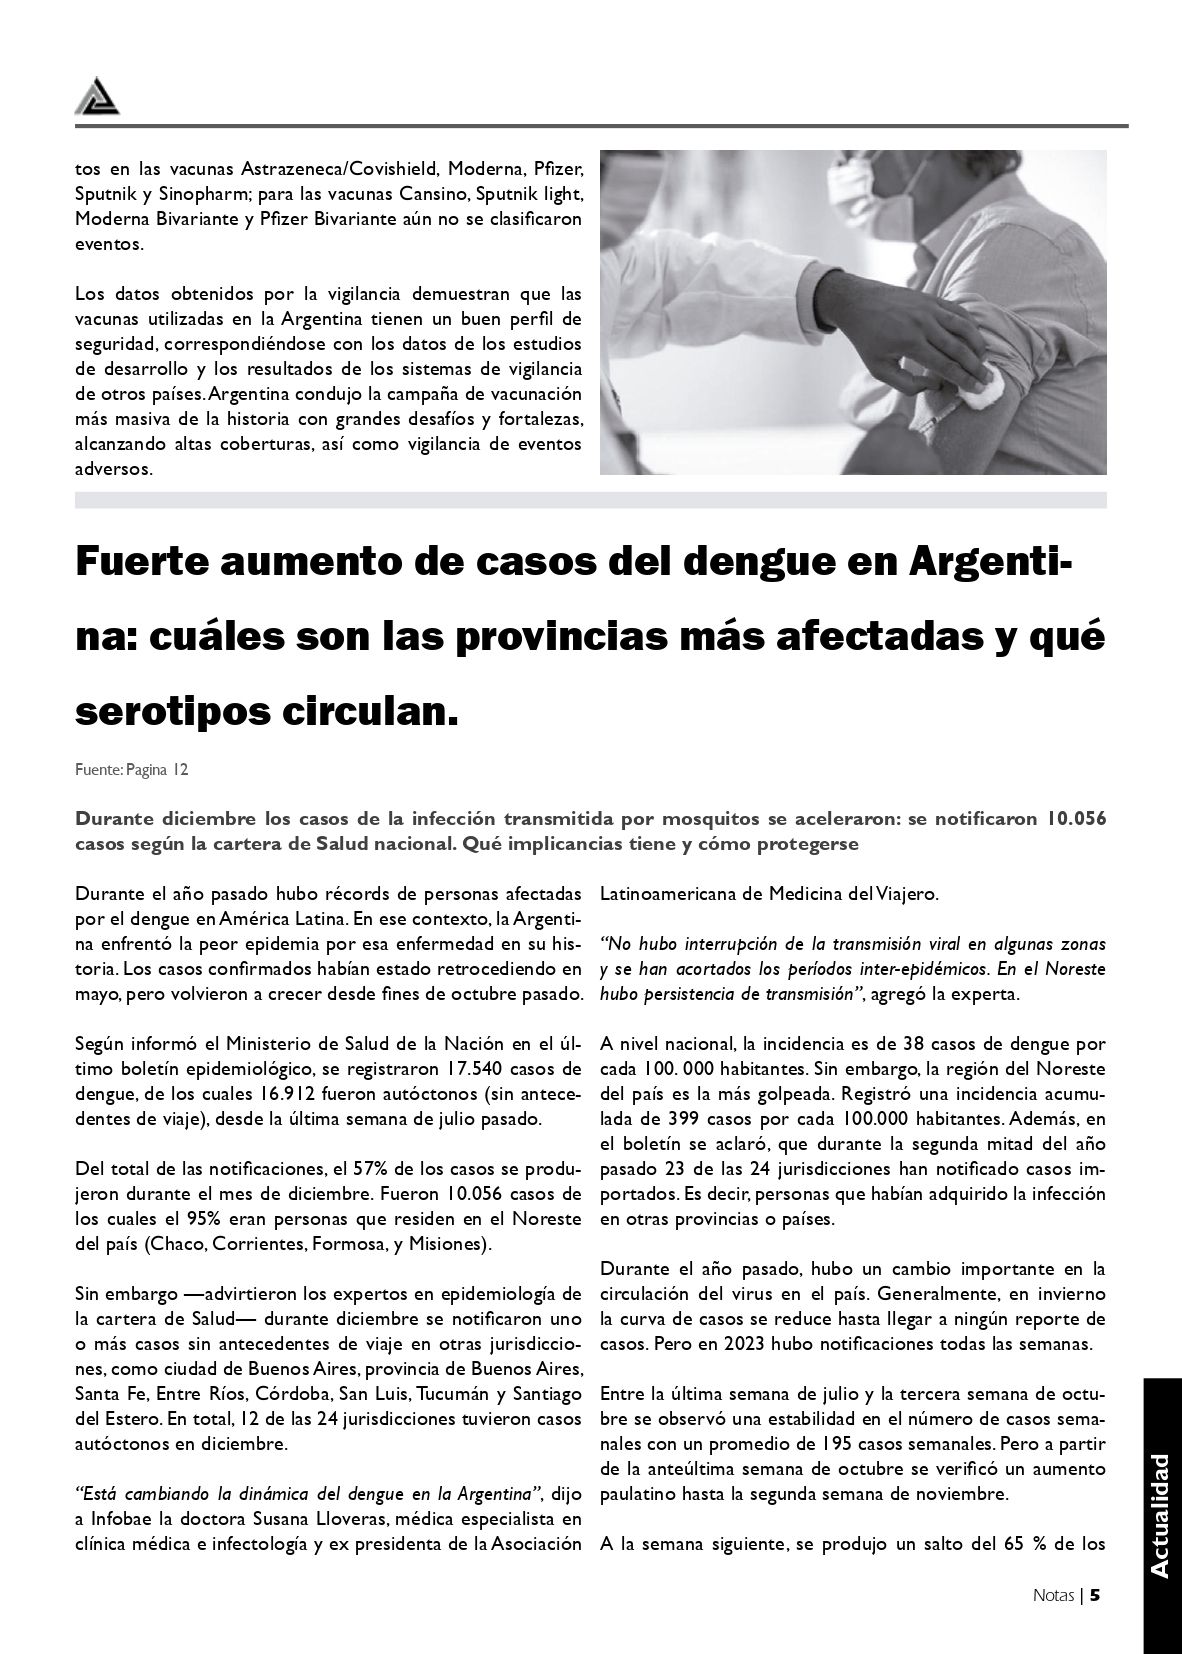 tos en las vacunas Astrazeneca/Covishield, Moderna, Pfizer,
Sputnik y Sinopharm; para las vacunas Cansino, Sputnik light,
Moderna Bivariante y Pfizer Bivariante aún no se clasificaron
eventos.
Los datos obtenidos por la vigilancia demuestran que las
vacunas utilizadas en la Argentina tienen un buen perfil de
seguridad, correspondiéndose con los datos de los estudios
de desarrollo y los resultados de los sistemas de vigilancia
de otros países. Argentina condujo la campaña de vacunación
más masiva de la historia con grandes desafíos y fortalezas,
alcanzando altas coberturas, así como vigilancia de eventos
adversos.
Fuerte aumento de casos del dengue en Argenti-
na: cuáles son las provincias más afectadas y qué
serotipos circulan.
Fuente: Pagina 12
Durante diciembre los casos de la infección transmitida por mosquitos se aceleraron: se notificaron 10.056
casos según la cartera de Salud nacional. Qué implicancias tiene y cómo protegerse
Durante el año pasado hubo récords de personas afectadas
por el dengue en América Latina. En ese contexto, la Argenti-
na enfrentó la peor epidemia por esa enfermedad en su his-
toria. Los casos confirmados habían estado retrocediendo en
mayo, pero volvieron a crecer desde fines de octubre pasado.
Según informó el Ministerio de Salud de la Nación en el úl-
timo boletín epidemiológico, se registraron 17.540 casos de
dengue, de los cuales 16.912 fueron autóctonos (sin antece-
dentes de viaje), desde la última semana de julio pasado.
Del total de las notificaciones, el 57% de los casos se produ-
jeron durante el mes de diciembre. Fueron 10.056 casos de
los cuales el 95% eran personas que residen en el Noreste
del país (Chaco, Corrientes, Formosa, y Misiones).
Sin embargo —advirtieron los expertos en epidemiología de
la cartera de Salud— durante diciembre se notificaron uno
o más casos sin antecedentes de viaje en otras jurisdiccio-
nes, como ciudad de Buenos Aires, provincia de Buenos Aires,
Santa Fe, Entre Ríos, Córdoba, San Luis, Tucumán y Santiago
del Estero. En total, 12 de las 24 jurisdicciones tuvieron casos
autóctonos en diciembre.
“Está cambiando la dinámica del dengue en la Argentina”, dijo
a Infobae la doctora Susana Lloveras, médica especialista en
clínica médica e infectología y ex presidenta de la Asociación
Latinoamericana de Medicina del Viajero.
“No hubo interrupción de la transmisión viral en algunas zonas
y se han acortados los períodos inter-epidémicos. En el Noreste
hubo persistencia de transmisión”, agregó la experta.
A nivel nacional, la incidencia es de 38 casos de dengue por
cada 100. 000 habitantes. Sin embargo, la región del Noreste
del país es la más golpeada. Registró una incidencia acumu-
lada de 399 casos por cada 100.000 habitantes. Además, en
el boletín se aclaró, que durante la segunda mitad del año
pasado 23 de las 24 jurisdicciones han notificado casos im-
portados. Es decir, personas que habían adquirido la infección
en otras provincias o países.
Durante el año pasado, hubo un cambio importante en la
circulación del virus en el país. Generalmente, en invierno
la curva de casos se reduce hasta llegar a ningún reporte de
casos. Pero en 2023 hubo notificaciones todas las semanas.
Entre la última semana de julio y la tercera semana de octu-
bre se observó una estabilidad en el número de casos sema-
nales con un promedio de 195 casos semanales. Pero a partir
de la anteúltima semana de octubre se verificó un aumento
paulatino hasta la segunda semana de noviembre.
A la semana siguiente, se produjo un salto del 65 % de los
Actualidad
Notas | 5